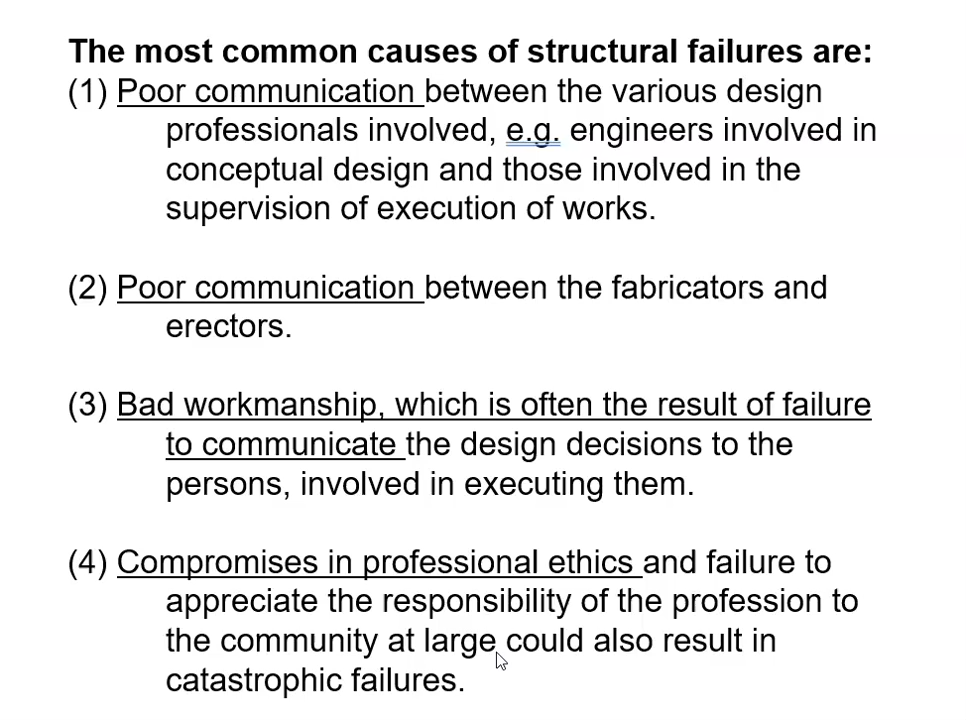 The most common causes of structural failures are:
(1) Poor communication between the various design
professionals involved, e.g. engineers involved in
conceptual design and those involved in the
supervision of execution of works.
(2) Poor communication between the fabricators and
erectors.
(3) Bad workmanship, which is often the result of failure
to communicate the design decisions to the
persons, involved in executing them.
(4) Compromises in professional ethics and failure to
appreciate the responsibility of the profession to
the community at large could also result in
catastrophic failures.